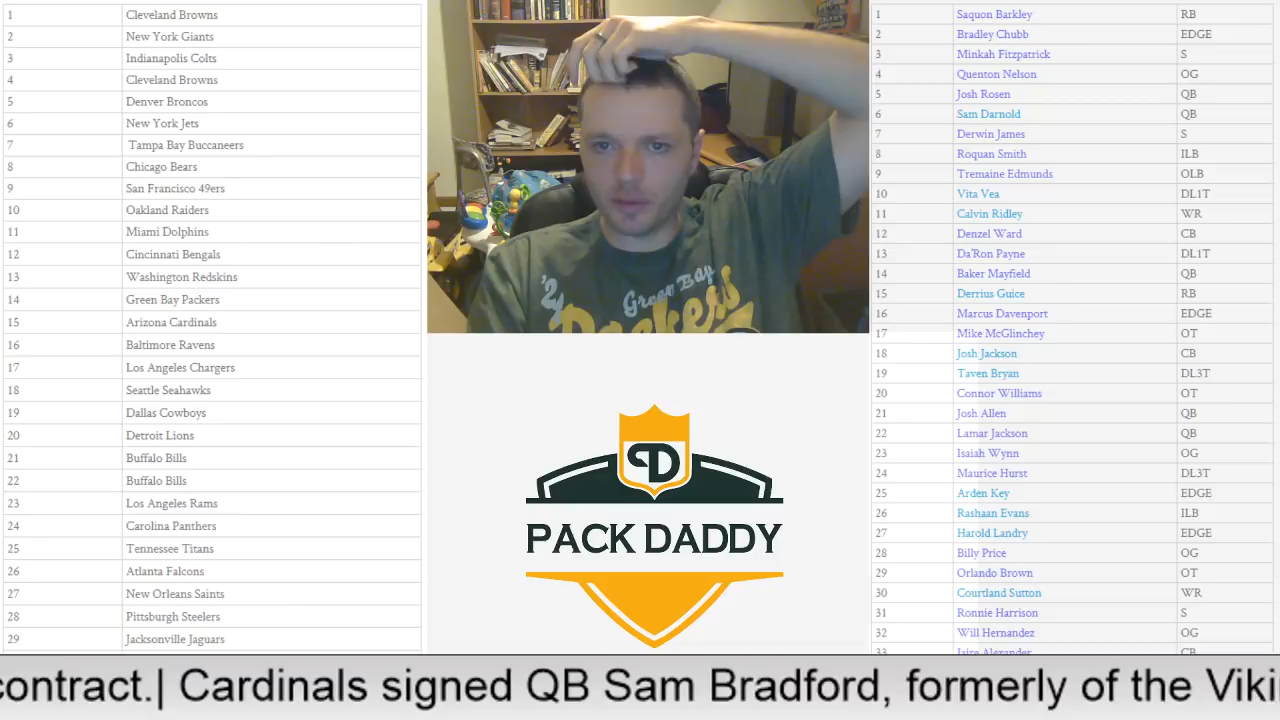 1 Cleveland Browns
2 New York Giants
3 Indianapolis Colts
4 Cleveland Browns
5 Denver Broncos
6 New York Jets
7 Tampa Bay Buccaneers
8 Chicago Bears
9 San Francisco 49ers
10 Oakland Raiders
11 Miami Dolphins
12 Cincinnati Bengals
13 Washington Redskins
14 Green Bay Packers
15 Arizona Cardinals
16 Baltimore Ravens
17 Los Angeles Chargers
18 Seattle Seahawks
19 Dallas Cowboys
20 Detroit Lions
21 Buffalo Bills
22 Buffalo Bills
23 Los Angeles Rams
24 Carolina Panthers
25 Tennessee Titans
26 Atlanta Falcons
27 New Orleans Saints
28 Pittsburgh Steelers
29 Jacksonville Jaguars
Green Bay
Packers
PD
PACK DADDY
1 Saquon Barkley RB
2 Bradley Chubb EDGE
3 Minkah Fitzpatrick S
4 Quenton Nelson OG
5 Josh Rosen QB
6 Sam Darnold QB
7 Derwin James S
8 Roquan Smith ILB
9 Tremaine Edmunds OLB
10 Vita Vea DL1T
11 Calvin Ridley WR
12 Denzel Ward CB
13 Da'Ron Payne DL1T
14 Baker Mayfield QB
15 Derrius Guice RB
16 Marcus Davenport EDGE
17 Mike McGlinchey OT
18 Josh Jackson CB
19 Taven Bryan DL3T
20 Connor Williams OT
21 Josh Allen QB
22 Lamar Jackson QB
23 Isaiah Wynn OG
24 Maurice Hurst DL3T
25 Arden Key EDGE
26 Rashaan Evans ILB
27 Harold Landry EDGE
28 Billy Price OG
29 Orlando Brown OT
30 Courtland Sutton WR
31 Ronnie Harrison S
32 Will Hernandez OG
33 Jaire Alexander CB
contract.| Cardinals signed QB Sam Bradford, formerly of the Viki